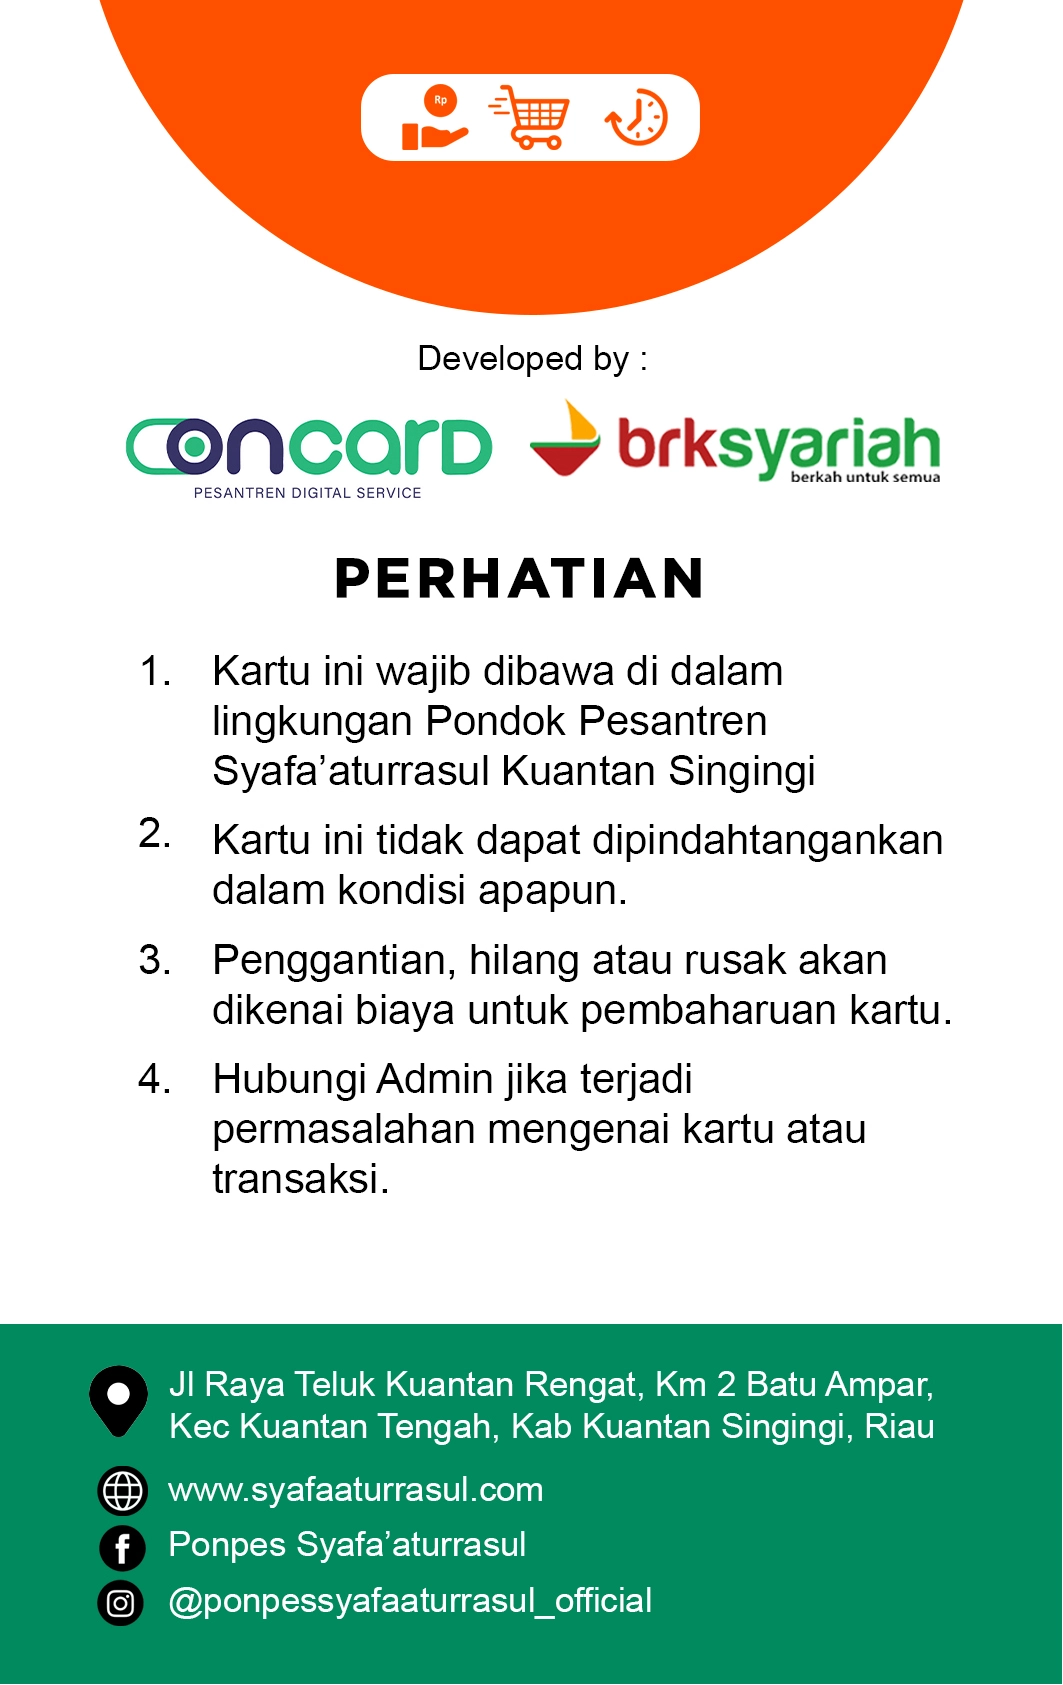 Rp
Developed by :
oncard
brksyariah
PESANTREN DIGITAL SERVICE
berkah untuk semua
PERHATIAN
1. Kartu ini wajib dibawa di dalam
lingkungan Pondok Pesantren
Syafa’aturrasul Kuantan Singingi
2. Kartu ini tidak dapat dipindahtangankan
dalam kondisi apapun.
3. Penggantian, hilang atau rusak akan
dikenai biaya untuk pembaharuan kartu.
4. Hubungi Admin jika terjadi
permasalahan mengenai kartu atau
transaksi.
Jl Raya Teluk Kuantan Rengat, Km 2 Batu Ampar,
Kec Kuantan Tengah, Kab Kuantan Singingi, Riau
www.syafaaturrasul.com
Ponpes Syafa’aturrasul
@ponpessyafaaturrasul_official